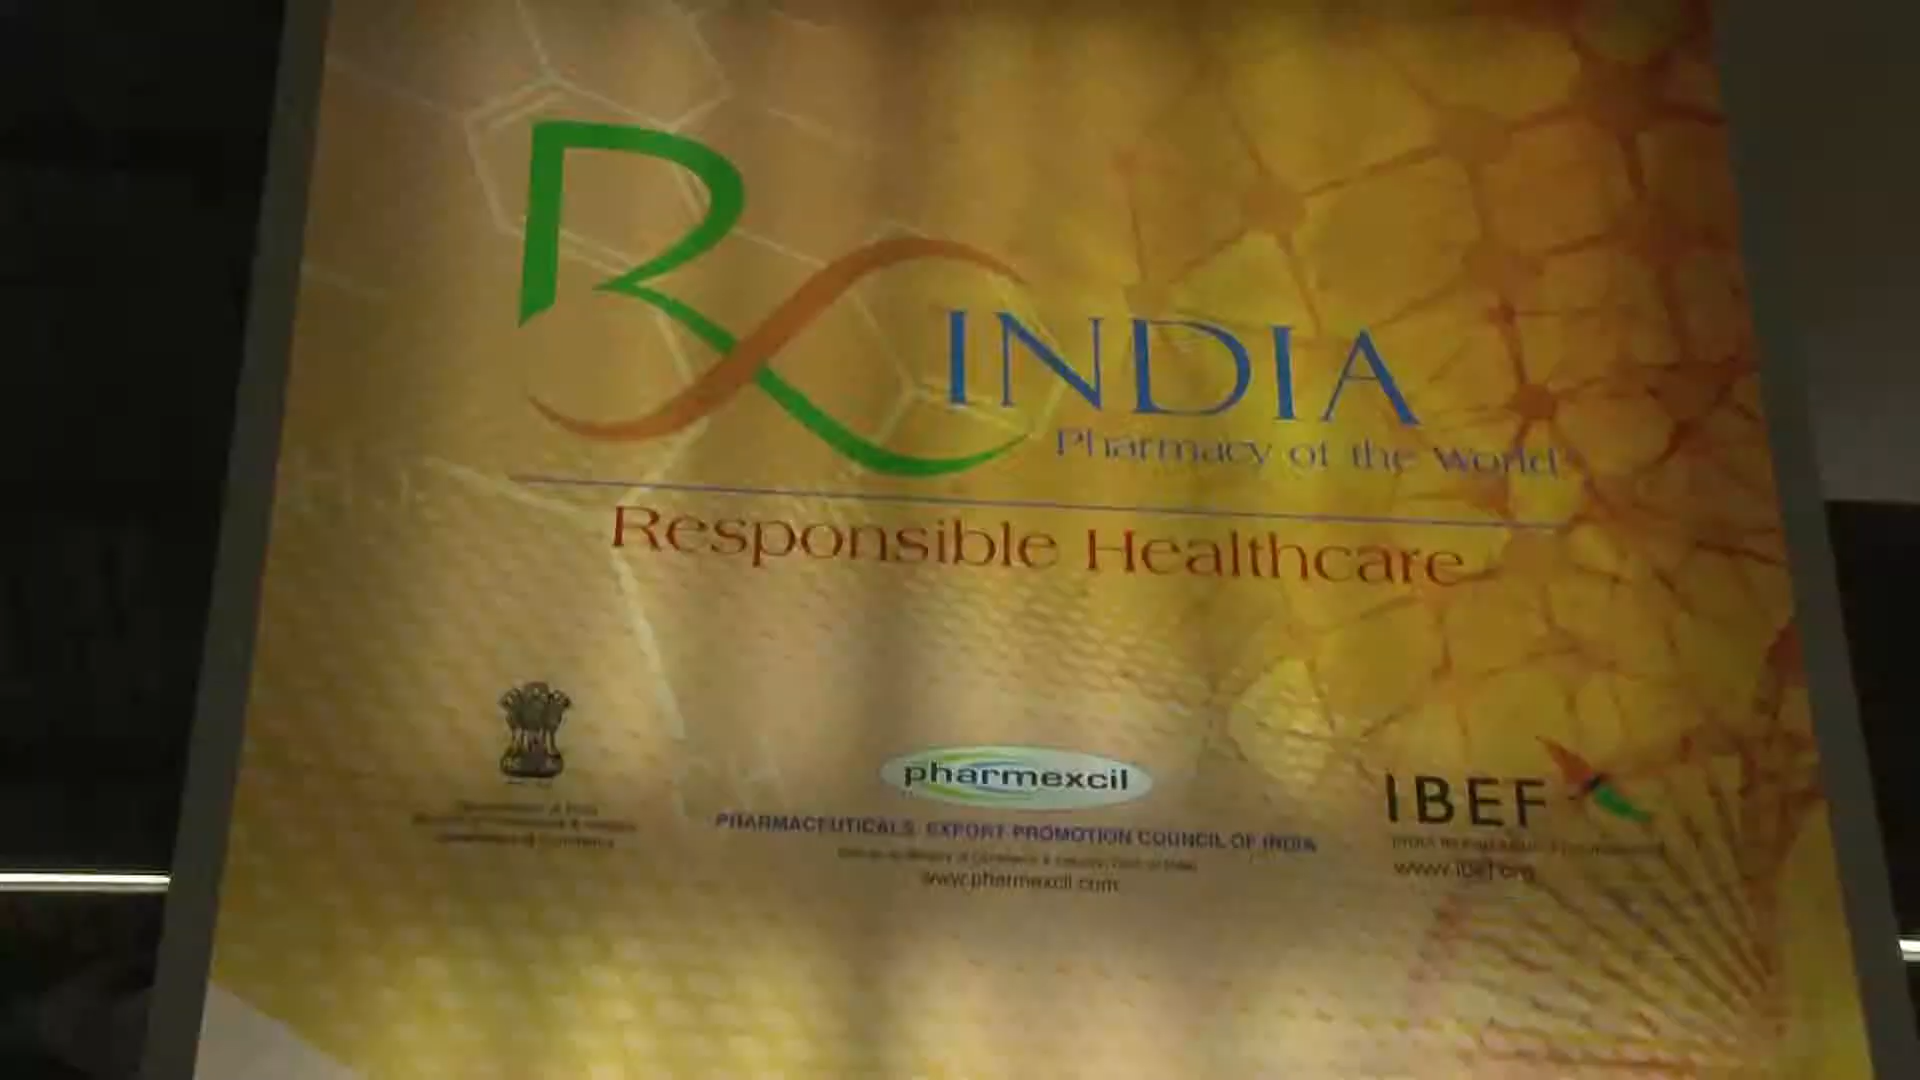 Rx INDIA
Pharmacy of the World
Responsible Healthcare
pharmexcil
PHARMACEUTICALS EXPORT PROMOTION COUNCIL OF INDIA
www.pharmexcil.com
IBEF
www.ibef.org